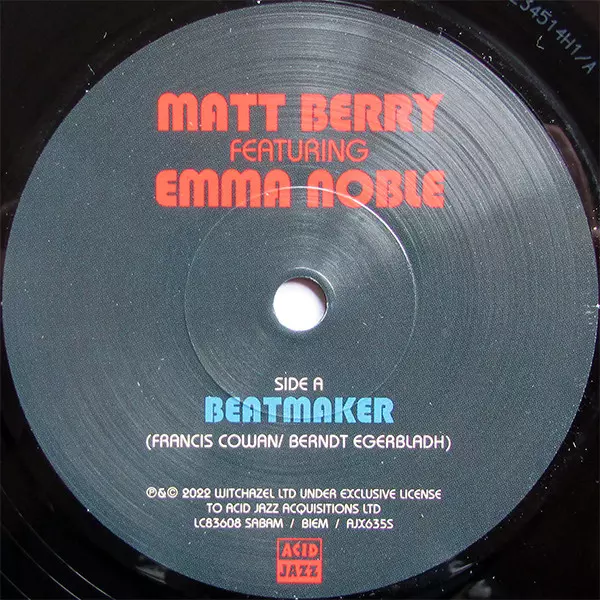 234514H1/A
MATT BERRY
FEATURING
EMMA NOBLE
SIDE A
BEATMAKER
(FRANCIS COWAN/ BERNDT EGERBLADH)
℗&© 2022 WITCHAZEL LTD UNDER EXCLUSIVE LICENSE
TO ACID JAZZ ACQUISITIONS LTD
LC83608 SABAM / BIEM / AJX635S
ACID
JAZZ